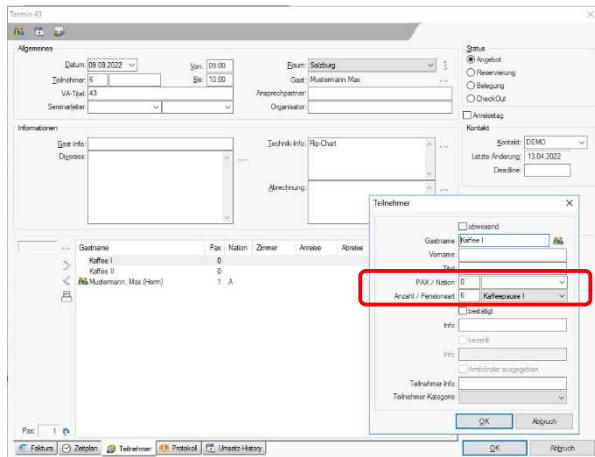 Termin 43
Allgemeines
Datum: 09.09.2022
Von: 09:00
Raum: Salzburg
Teilnehmer: 6
Bis: 10:00
Gast: Mustermann Max
VA-Titel: 43
Ansprechpartner:
Seminarleiter:
Organisator:
Status
Angebot
Reservierung
Belegung
CheckOut
Anreisetag
Kontakt
Kontakt: DEMO
Letzte Änderung: 13.04.2022
Deadline:
Informationen
Gast-Info:
Diverses:
Technik-Info: Flip-Chart
Abrechnung:
Gastname Pax Nation Zimmer Anreise Abreise
Kaffee I 0
Kaffee II 0
Mustermann, Max (Herrn) 1 A
Pax: 1
Faktura Zeitplan Teilnehmer Protokoll Umsatz-History
OK Abbruch
Teilnehmer
abwesend
Gastname: Kaffee I
Vorname:
Titel:
PAX / Nation: 0
Anzahl / Pensionsart: 6 Kaffeepause I
bestätigt
Info:
bezahlt
Info:
Armbänder ausgegeben
Teilnehmer-Info:
Teilnehmer-Kategorie:
OK Abbruch